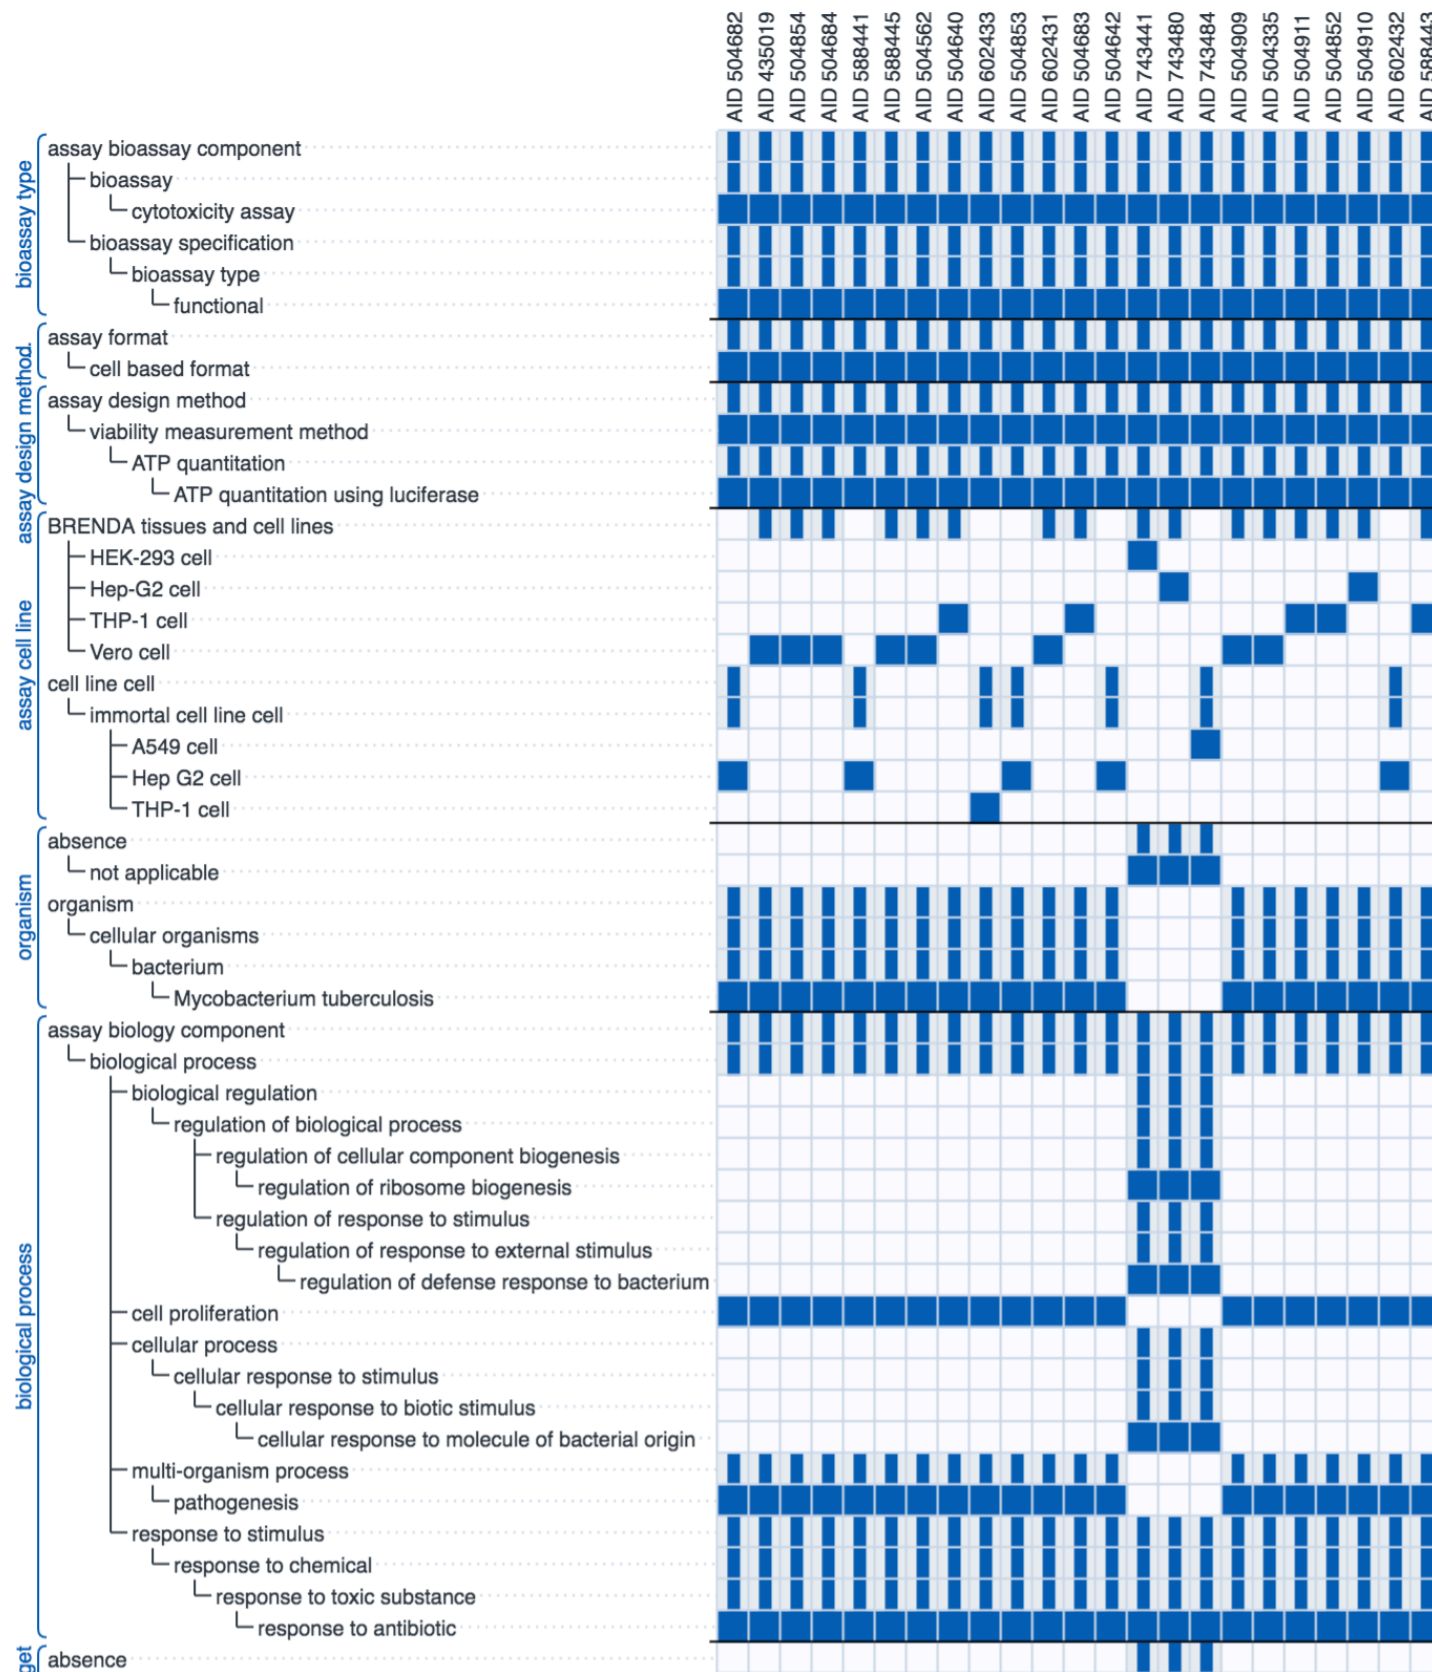 AID 504682
AID 435019
AID 504854
AID 504684
AID 588441
AID 588445
AID 504562
AID 504640
AID 602433
AID 504853
AID 602431
AID 504683
AID 504642
AID 743441
AID 743480
AID 743484
AID 504909
AID 504335
AID 504911
AID 504852
AID 504910
AID 602432
AID 588443
bioassay type
assay bioassay component
bioassay
cytotoxicity assay
bioassay specification
bioassay type
functional
assay design method.
assay format
cell based format
assay design method
viability measurement method
ATP quantitation
ATP quantitation using luciferase
assay cell line
BRENDA tissues and cell lines
HEK-293 cell
Hep-G2 cell
THP-1 cell
Vero cell
cell line cell
immortal cell line cell
A549 cell
Hep G2 cell
THP-1 cell
organism
absence
not applicable
organism
cellular organisms
bacterium
Mycobacterium tuberculosis
biological process
assay biology component
biological process
biological regulation
regulation of biological process
regulation of cellular component biogenesis
regulation of ribosome biogenesis
regulation of response to stimulus
regulation of response to external stimulus
regulation of defense response to bacterium
cell proliferation
cellular process
cellular response to stimulus
cellular response to biotic stimulus
cellular response to molecule of bacterial origin
multi-organism process
pathogenesis
response to stimulus
response to chemical
response to toxic substance
response to antibiotic
get
absence